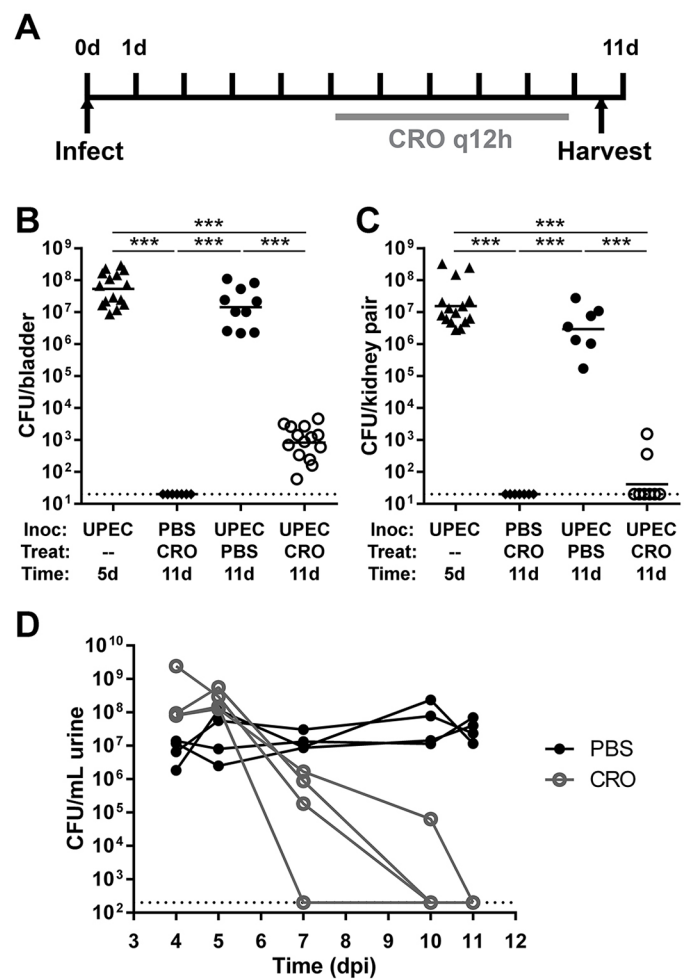 A
0d 1d 11d
CRO q12h
Infect Harvest
B
***
*** *** ***
CFU/bladder
10⁹
10⁸
10⁷
10⁶
10⁵
10⁴
10³
10²
10¹
Inoc: UPEC PBS UPEC UPEC
Treat: -- CRO PBS CRO
Time: 5d 11d 11d 11d
C
***
*** *** ***
CFU/kidney pair
10⁹
10⁸
10⁷
10⁶
10⁵
10⁴
10³
10²
10¹
Inoc: UPEC PBS UPEC UPEC
Treat: -- CRO PBS CRO
Time: 5d 11d 11d 11d
D
CFU/mL urine
10¹⁰
10⁹
10⁸
10⁷
10⁶
10⁵
10⁴
10³
10²
3 4 5 6 7 8 9 10 11 12
Time (dpi)
PBS
CRO